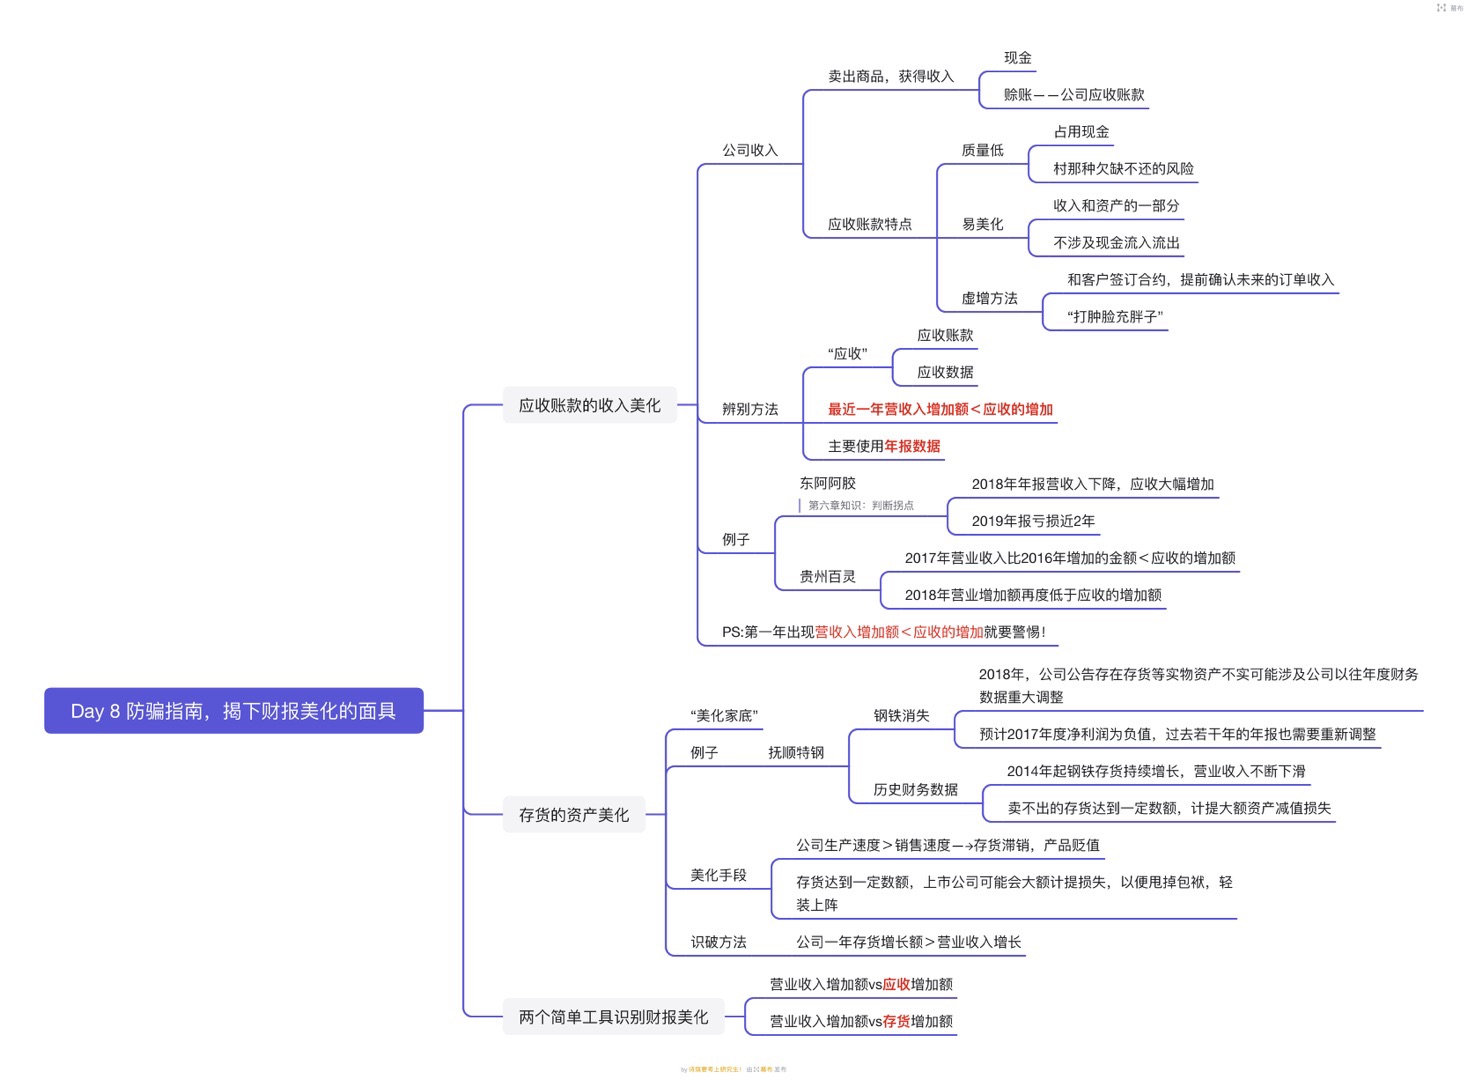 幕布
现金
卖出商品，获得收入
赊账——公司应收账款
占用现金
公司收入
质量低
村那种欠缺不还的风险
收入和资产的一部分
应收账款特点
易美化
不涉及现金流入流出
和客户签订合约，提前确认未来的订单收入
虚增方法
“打肿脸充胖子”
应收账款
“应收”
应收数据
应收账款的收入美化
辨别方法
最近一年营收入增加额＜应收的增加
主要使用年报数据
东阿阿胶
第六章知识：判断拐点
2018年年报营收入下降，应收大幅增加
2019年报亏损近2年
例子
2017年营业收入比2016年增加的金额＜应收的增加额
贵州百灵
2018年营业增加额再度低于应收的增加额
PS:第一年出现营收入增加额＜应收的增加就要警惕！
Day 8 防骗指南，揭下财报美化的面具
2018年，公司公告存在存货等实物资产不实可能涉及公司以往年度财务
数据重大调整
“美化家底”
钢铁消失
预计2017年度净利润为负值，过去若干年的年报也需要重新调整
例子
抚顺特钢
2014年起钢铁存货持续增长，营业收入不断下滑
历史财务数据
卖不出的存货达到一定数额，计提大额资产减值损失
存货的资产美化
公司生产速度＞销售速度—→存货滞销，产品贬值
美化手段
存货达到一定数额，上市公司可能会大额计提损失，以便甩掉包袱，轻
装上阵
识破方法
公司一年存货增长额＞营业收入增长
营业收入增加额vs应收增加额
两个简单工具识别财报美化
营业收入增加额vs存货增加额